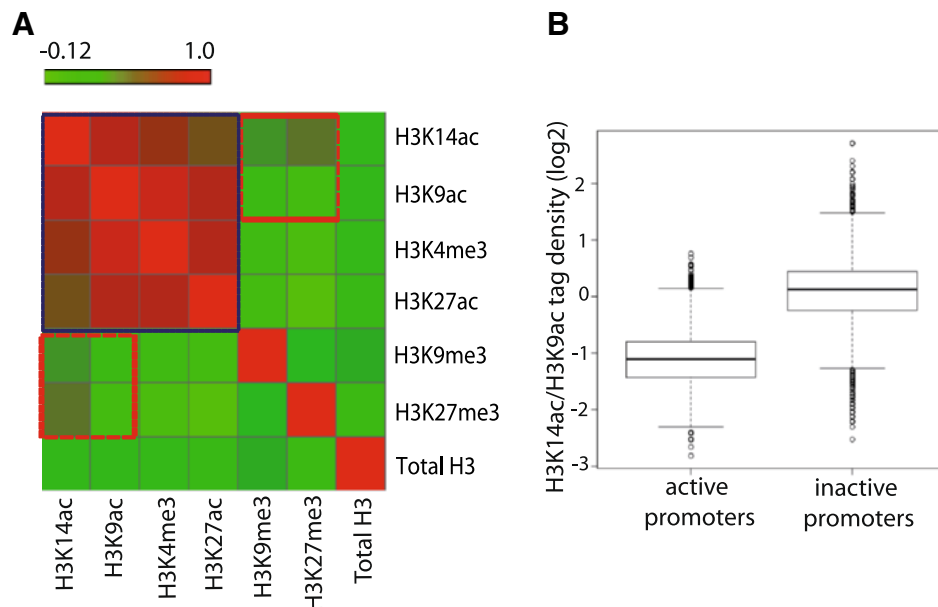 A
-0.12 1.0
H3K14ac
H3K9ac
H3K4me3
H3K27ac
H3K9me3
H3K27me3
Total H3
H3K14ac
H3K9ac
H3K4me3
H3K27ac
H3K9me3
H3K27me3
Total H3
B
H3K14ac/H3K9ac tag density (log2)
2
1
0
-1
-2
-3
active
promoters
inactive
promoters